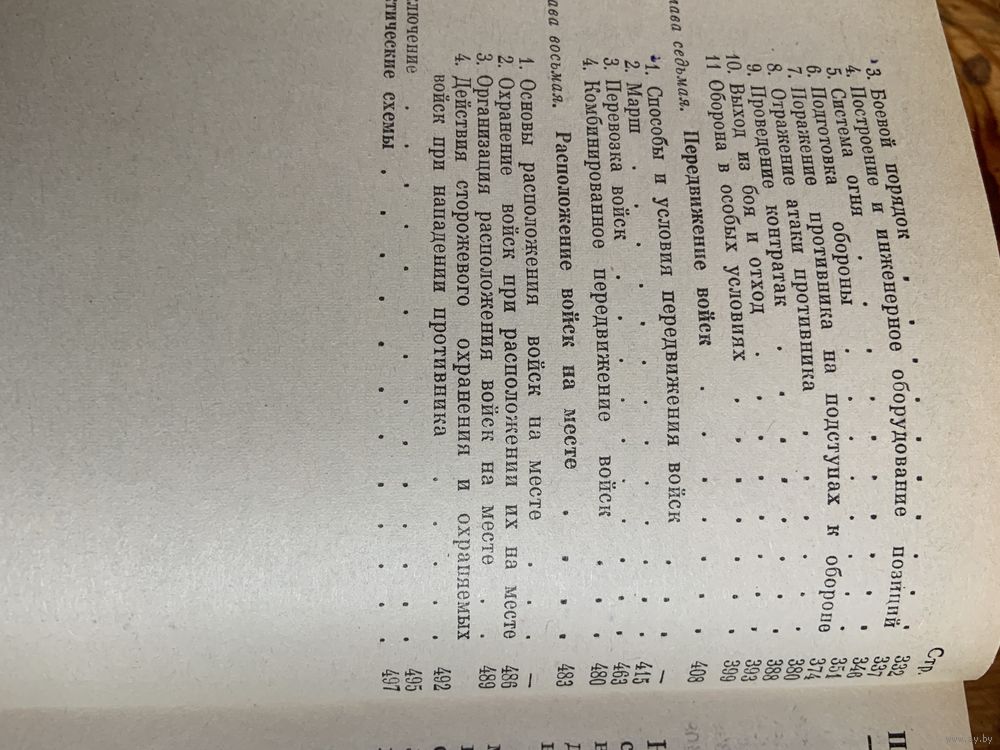 Стр.
3. Боевой порядок . . . . . . . 332
4. Построение и инженерное оборудование позиций 337
5. Система огня . . . . . . . 346
6. Подготовка обороны . . . . . . 351
7. Поражение противника на подступах к обороне 374
8. Отражение атаки противника . . . . 380
9. Проведение контратак . . . . . 388
10. Выход из боя и отход . . . . . 393
11 Оборона в особых условиях . . . . 399
лава седьмая. Передвижение войск . . . . . 408
1. Способы и условия передвижения войск . . —
2. Марш . . . . . . . 415
3. Перевозка войск . . . . . . 463
4. Комбинированное передвижение войск . . . 480
ава восьмая. Расположение войск на месте . . . . 483
1. Основы расположения войск на месте . . . —
2. Охранение войск при расположении их на месте 486
3. Организация расположения войск на месте . . 489
4. Действия сторожевого охранения и охраняемых
войск при нападении противника . . . . 492
ключение . . . . . . . . 495
тические схемы . . . . . . . . 497
ay.by